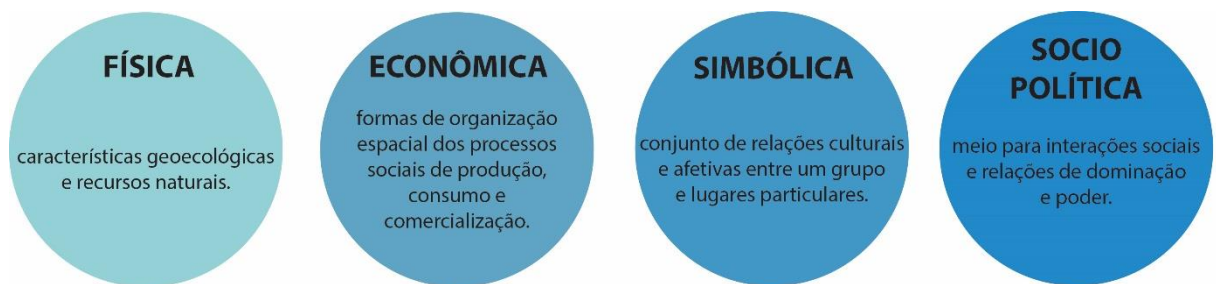 FÍSICA
característícas geoecológicas
e recursos naturais.
ECONÔMICA
formas de organização
espacial dos processos
sociais de produção,
consumo e
comercialização.
SIMBÓLICA
conjunto de relações culturais
e afetivas entre um grupo
e lugares particulares.
SOCIO
POLÍTICA
meio para interações sociais
e relações de dominação
e poder.